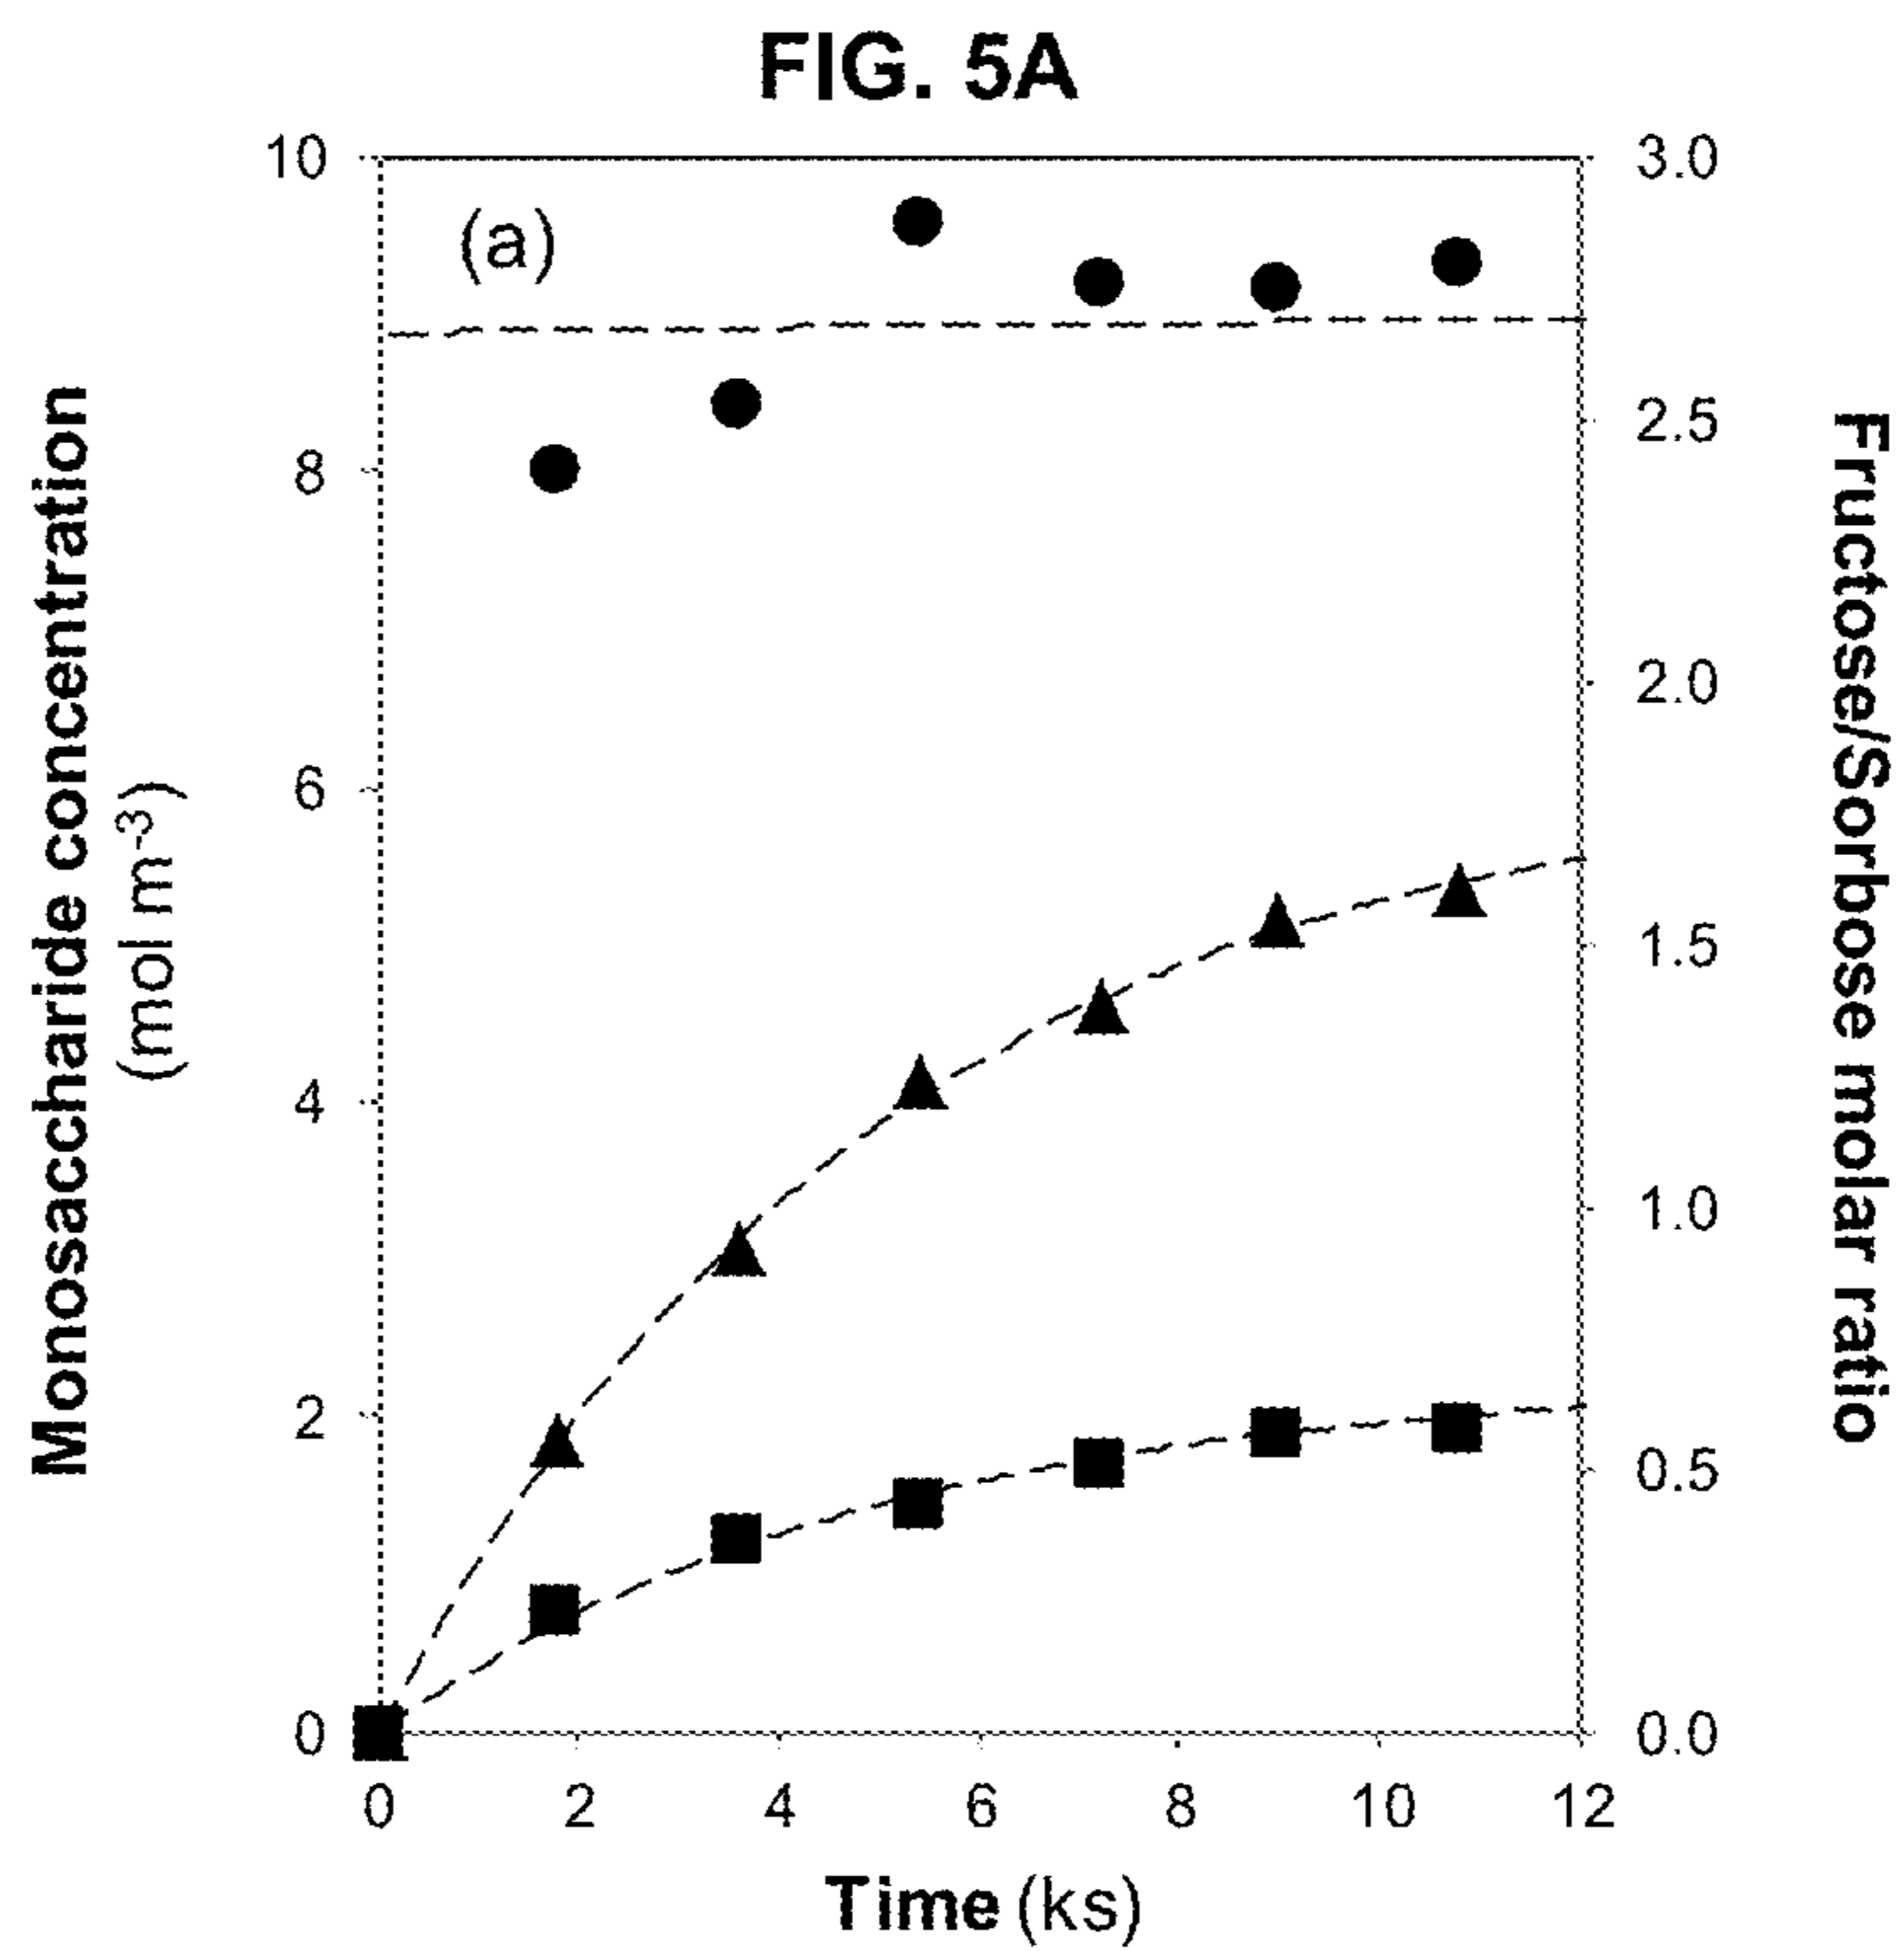 FIG. 5A
(a)
Monosaccharide concentration
(mol m⁻³)
10
8
6
4
2
0
3.0
2.5
2.0
1.5
1.0
0.5
0.0
Fructose/Sorbose molar ratio
0 2 4 6 8 10 12
Time (ks)